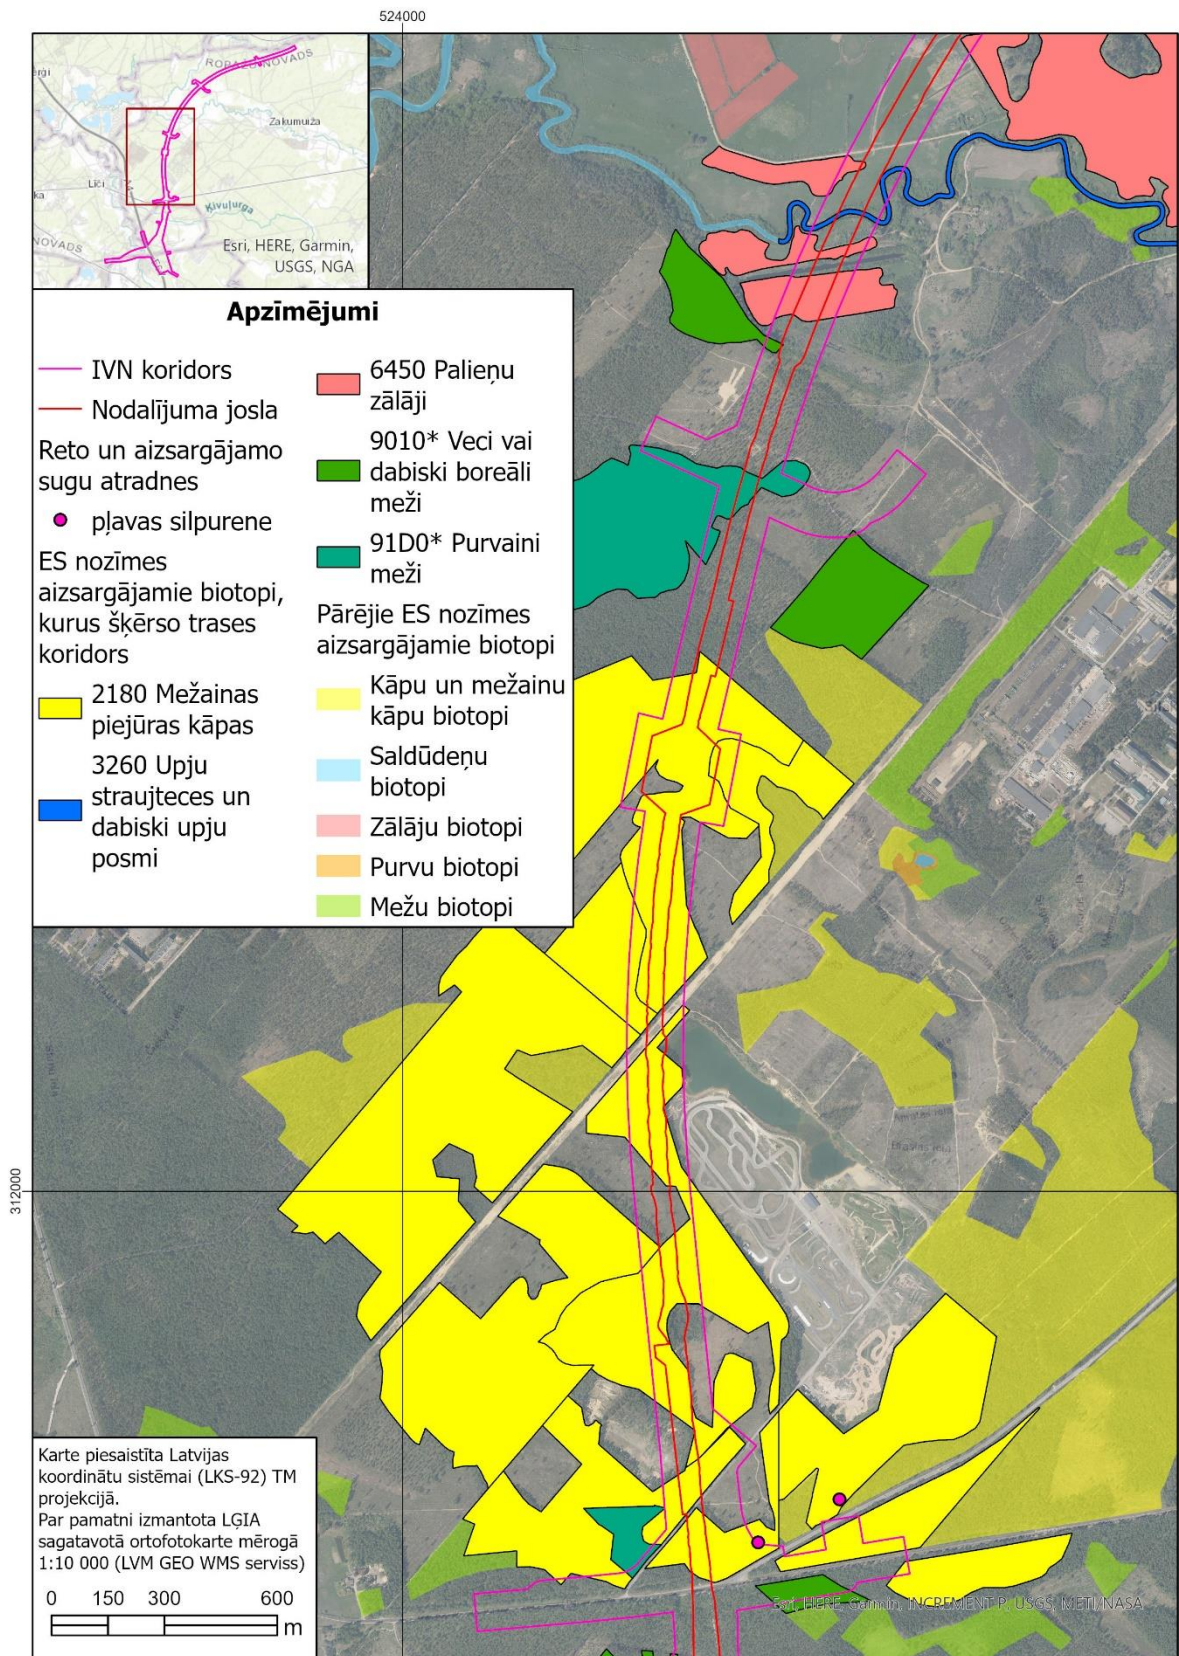 524000
ROPAŽU NOVADS
Zakumuiža
Līči
Ķivuļurga
NOVADS
Esri, HERE, Garmin,
USGS, NGA
Apzīmējumi
IVN koridors
Nodalījuma josla
Reto un aizsargājamo
sugu atradnes
pļavas silpurene
ES nozīmes
aizsargājamie biotopi,
kurus šķērso trases
koridors
2180 Mežainas
piejūras kāpas
3260 Upju
straujteces un
dabiski upju
posmi
6450 Palieņu
zālāji
9010* Veci vai
dabiski boreāli
meži
91D0* Purvaini
meži
Pārējie ES nozīmes
aizsargājamie biotopi
Kāpu un mežainu
kāpu biotopi
Saldūdeņu
biotopi
Zālāju biotopi
Purvu biotopi
Mežu biotopi
312000
Karte piesaistīta Latvijas
koordinātu sistēmai (LKS-92) TM
projekcijā.
Par pamatni izmantota LĢIA
sagatavotā ortofotokarte mērogā
1:10 000 (LVM GEO WMS serviss)
0 150 300 600
m
Esri, HERE, Garmin, INCREMENT P, USGS, METI/NASA